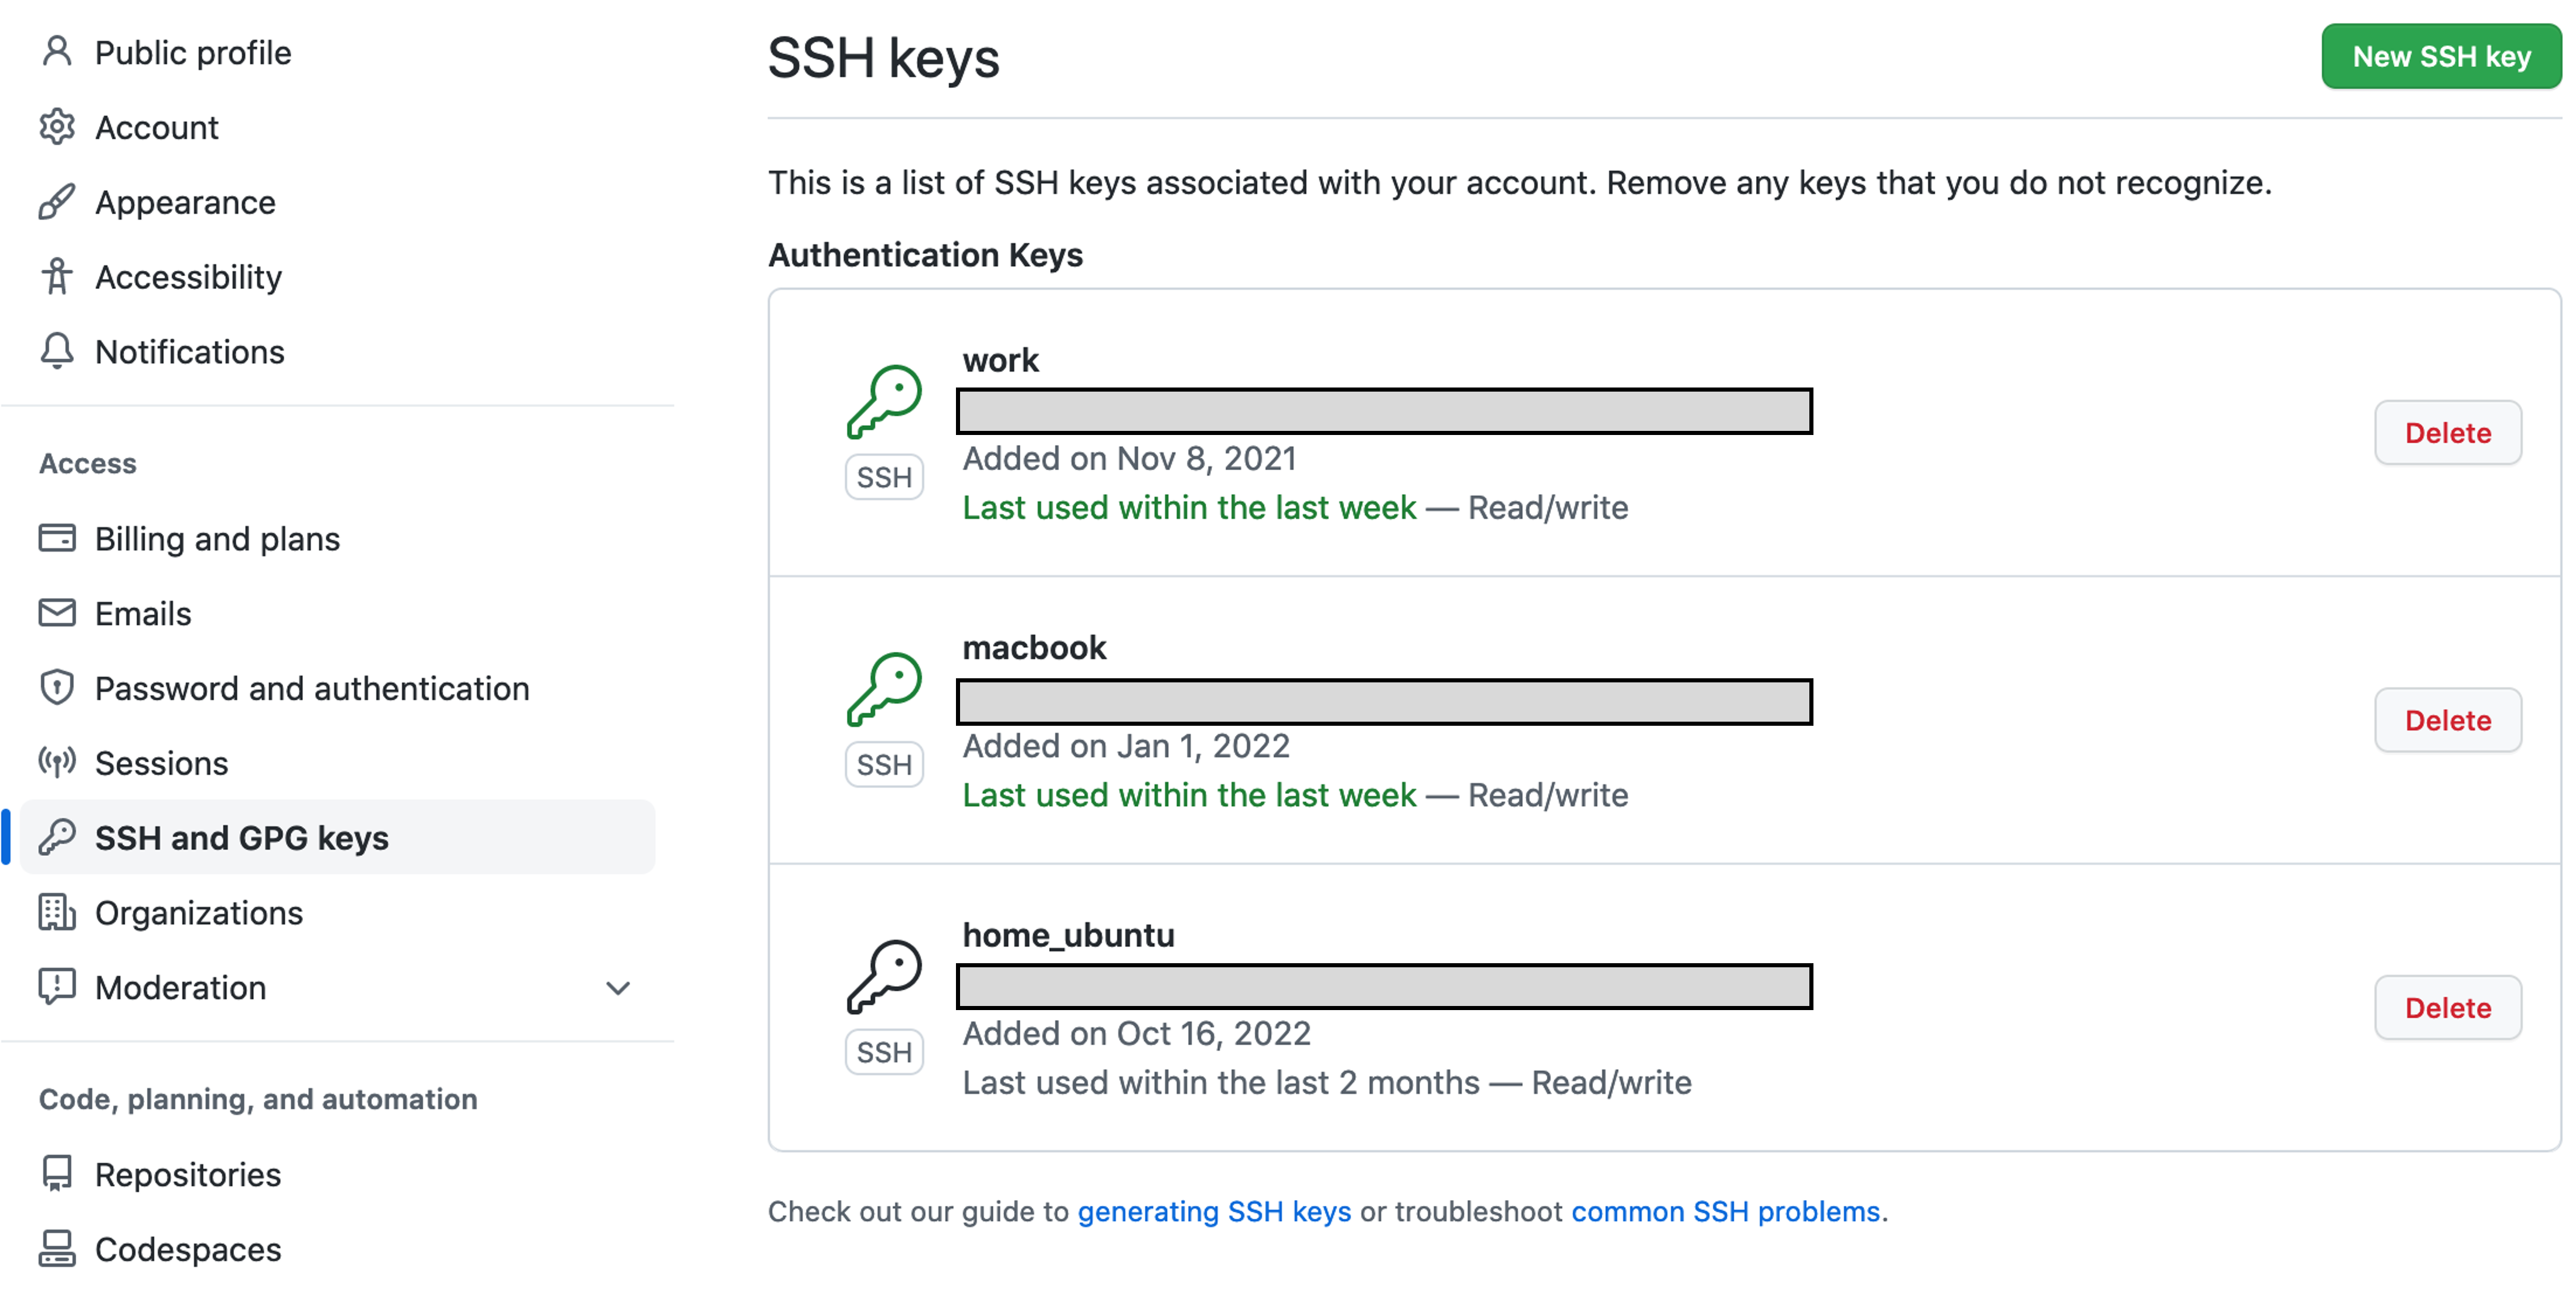 Public profile
Account
Appearance
Accessibility
Notifications
Access
Billing and plans
Emails
Password and authentication
Sessions
SSH and GPG keys
Organizations
Moderation
Code, planning, and automation
Repositories
Codespaces
SSH keys
New SSH key
This is a list of SSH keys associated with your account. Remove any keys that you do not recognize.
Authentication Keys
work
SSH
Added on Nov 8, 2021
Last used within the last week — Read/write
Delete
macbook
SSH
Added on Jan 1, 2022
Last used within the last week — Read/write
Delete
home_ubuntu
SSH
Added on Oct 16, 2022
Last used within the last 2 months — Read/write
Delete
Check out our guide to generating SSH keys or troubleshoot common SSH problems.